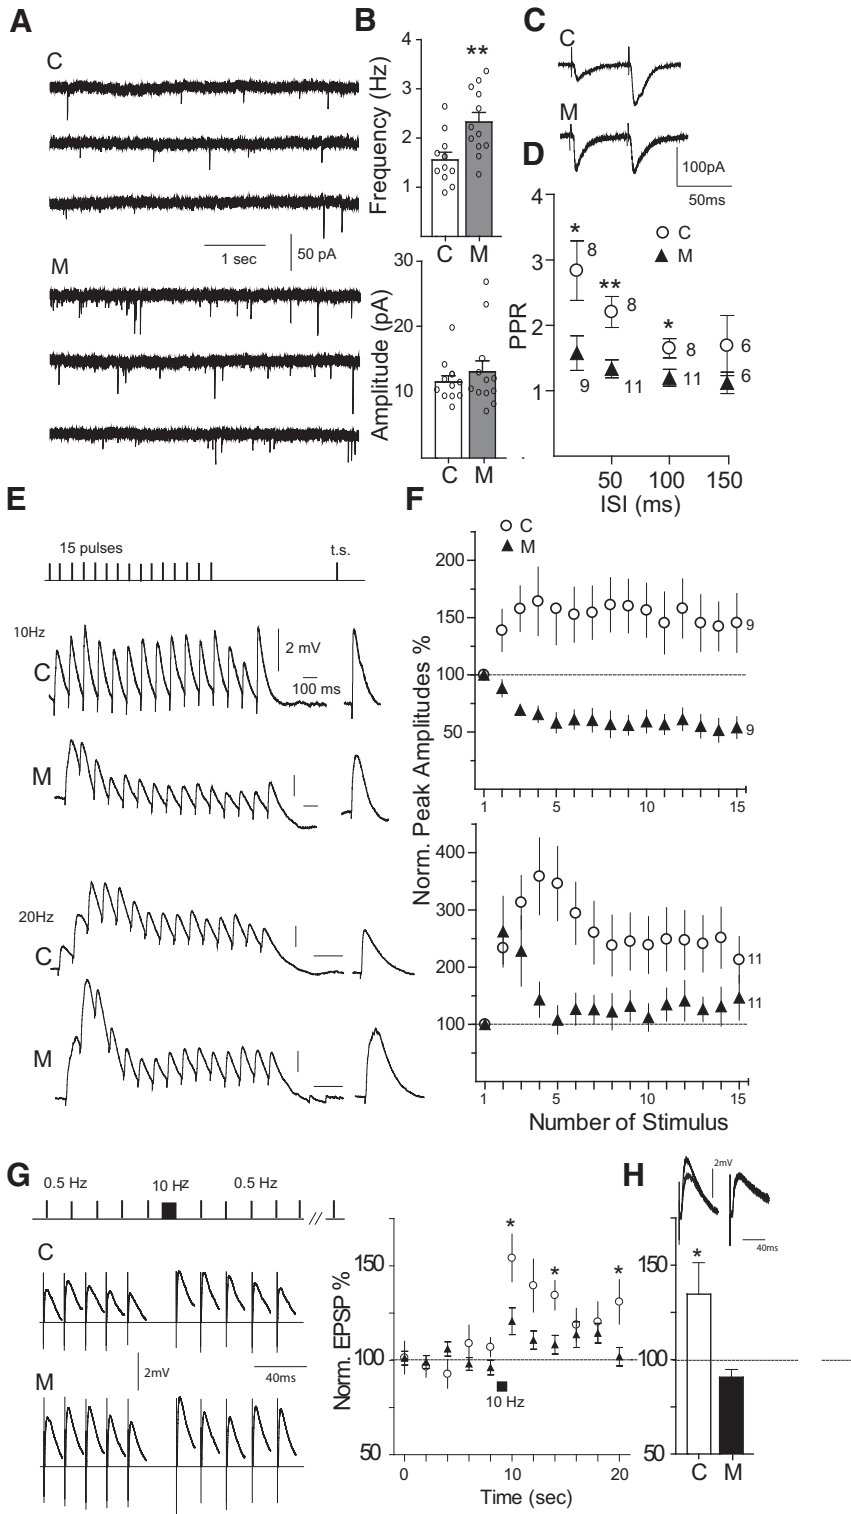 A
C
1 sec
50 pA
M
B
4
3
2
1
Frequency (Hz)
**
C M
30
20
10
Amplitude (pA)
C M
C
C
M
100pA
50ms
D
4
3
2
1
PPR
C
M
*
8
**
8
*
8
6
9
11
11
6
50 100 150
ISI (ms)
E
15 pulses
t.s.
10Hz
C
2 mV
100 ms
M
20Hz
C
M
F
C
M
200
150
100
50
9
9
1 5 10 15
Norm. Peak Amplitudes %
400
300
200
100
11
11
1 5 10 15
Number of Stimulus
G
0.5 Hz 10 Hz 0.5 Hz
C
M
2mV
40ms
150
100
50
Norm. EPSP %
* * *
10 Hz
0 10 20
Time (sec)
H
2mV
40ms
150
100
50
*
C M